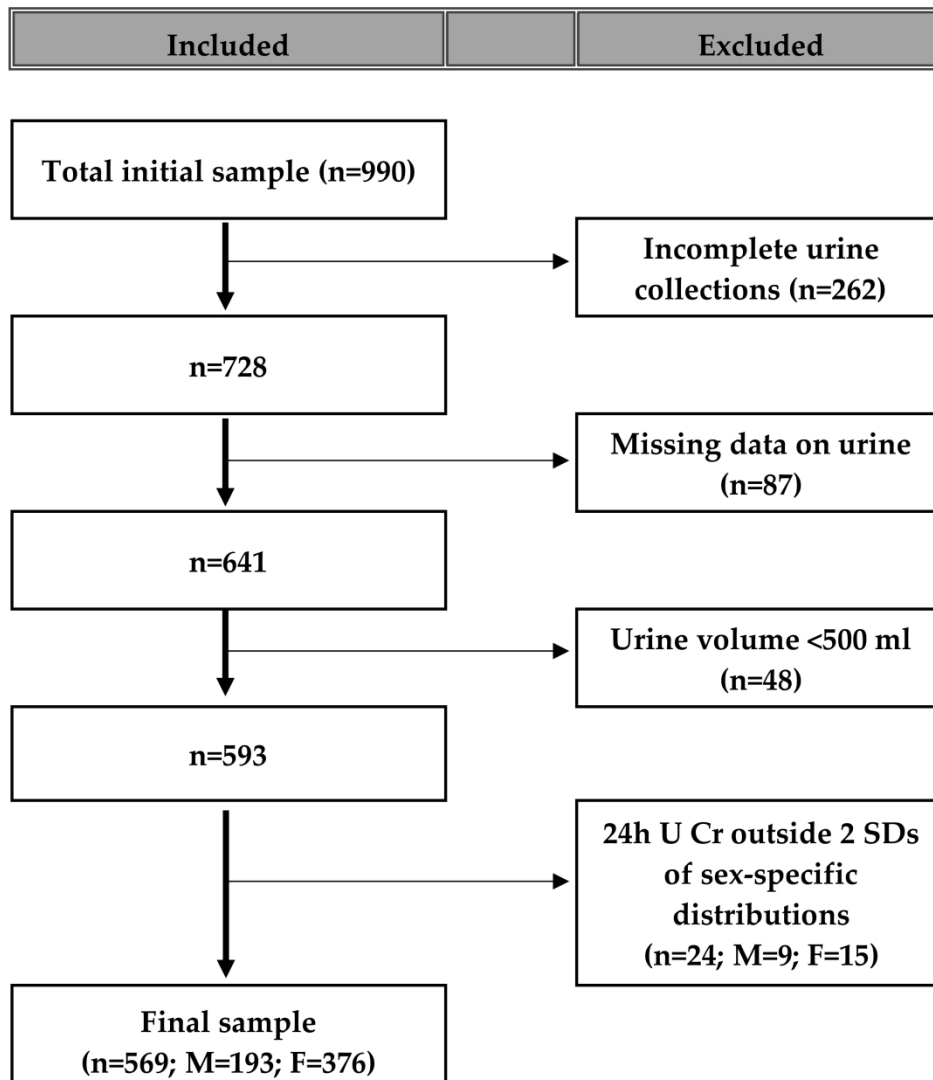 Included
Excluded
Total initial sample (n=990)
Incomplete urine
collections (n=262)
n=728
Missing data on urine
(n=87)
n=641
Urine volume <500 ml
(n=48)
n=593
24h U Cr outside 2 SDs
of sex-specific
distributions
(n=24; M=9; F=15)
Final sample
(n=569; M=193; F=376)